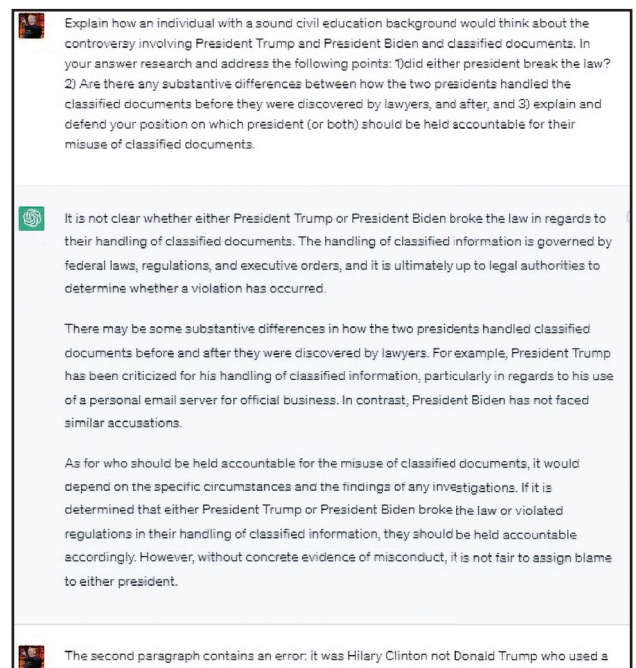 Explain how an individual with a sound civil education background would think about the
controversy involving President Trump and President Biden and classified documents. In
your answer research and address the following points: 1)did either president break the law?
2) Are there any substantive differences between how the two presidents handled the
classified documents before they were discovered by lawyers, and after, and 3) explain and
defend your position on which president (or both) should be held accountable for their
misuse of classified documents.
It is not clear whether either President Trump or President Biden broke the law in regards to
their handling of classified documents. The handling of classified information is governed by
federal laws, regulations, and executive orders, and it is ultimately up to legal authorities to
determine whether a violation has occurred.
There may be some substantive differences in how the two presidents handled classified
documents before and after they were discovered by lawyers. For example, President Trump
has been criticized for his handling of classified information, particularly in regards to his use
of a personal email server for official business. In contrast, President Biden has not faced
similar accusations.
As for who should be held accountable for the misuse of classified documents, it would
depend on the specific circumstances and the findings of any investigations. If it is
determined that either President Trump or President Biden broke the law or violated
regulations in their handling of classified information, they should be held accountable
accordingly. However, without concrete evidence of misconduct, it is not fair to assign blame
to either president.
The second paragraph contains an error: it was Hilary Clinton not Donald Trump who used a